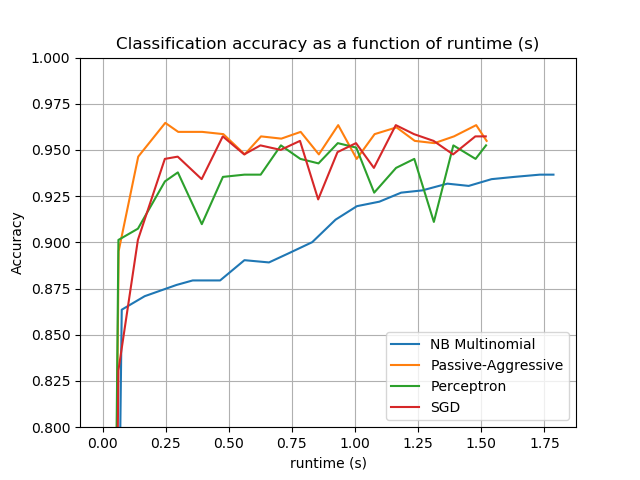 Classification accuracy as a function of runtime (s)
1.000
0.975
0.950
0.925
0.900
0.875
0.850
0.825
0.800
Accuracy
NB Multinomial
Passive-Aggressive
Perceptron
SGD
0.00 0.25 0.50 0.75 1.00 1.25 1.50 1.75
runtime (s)